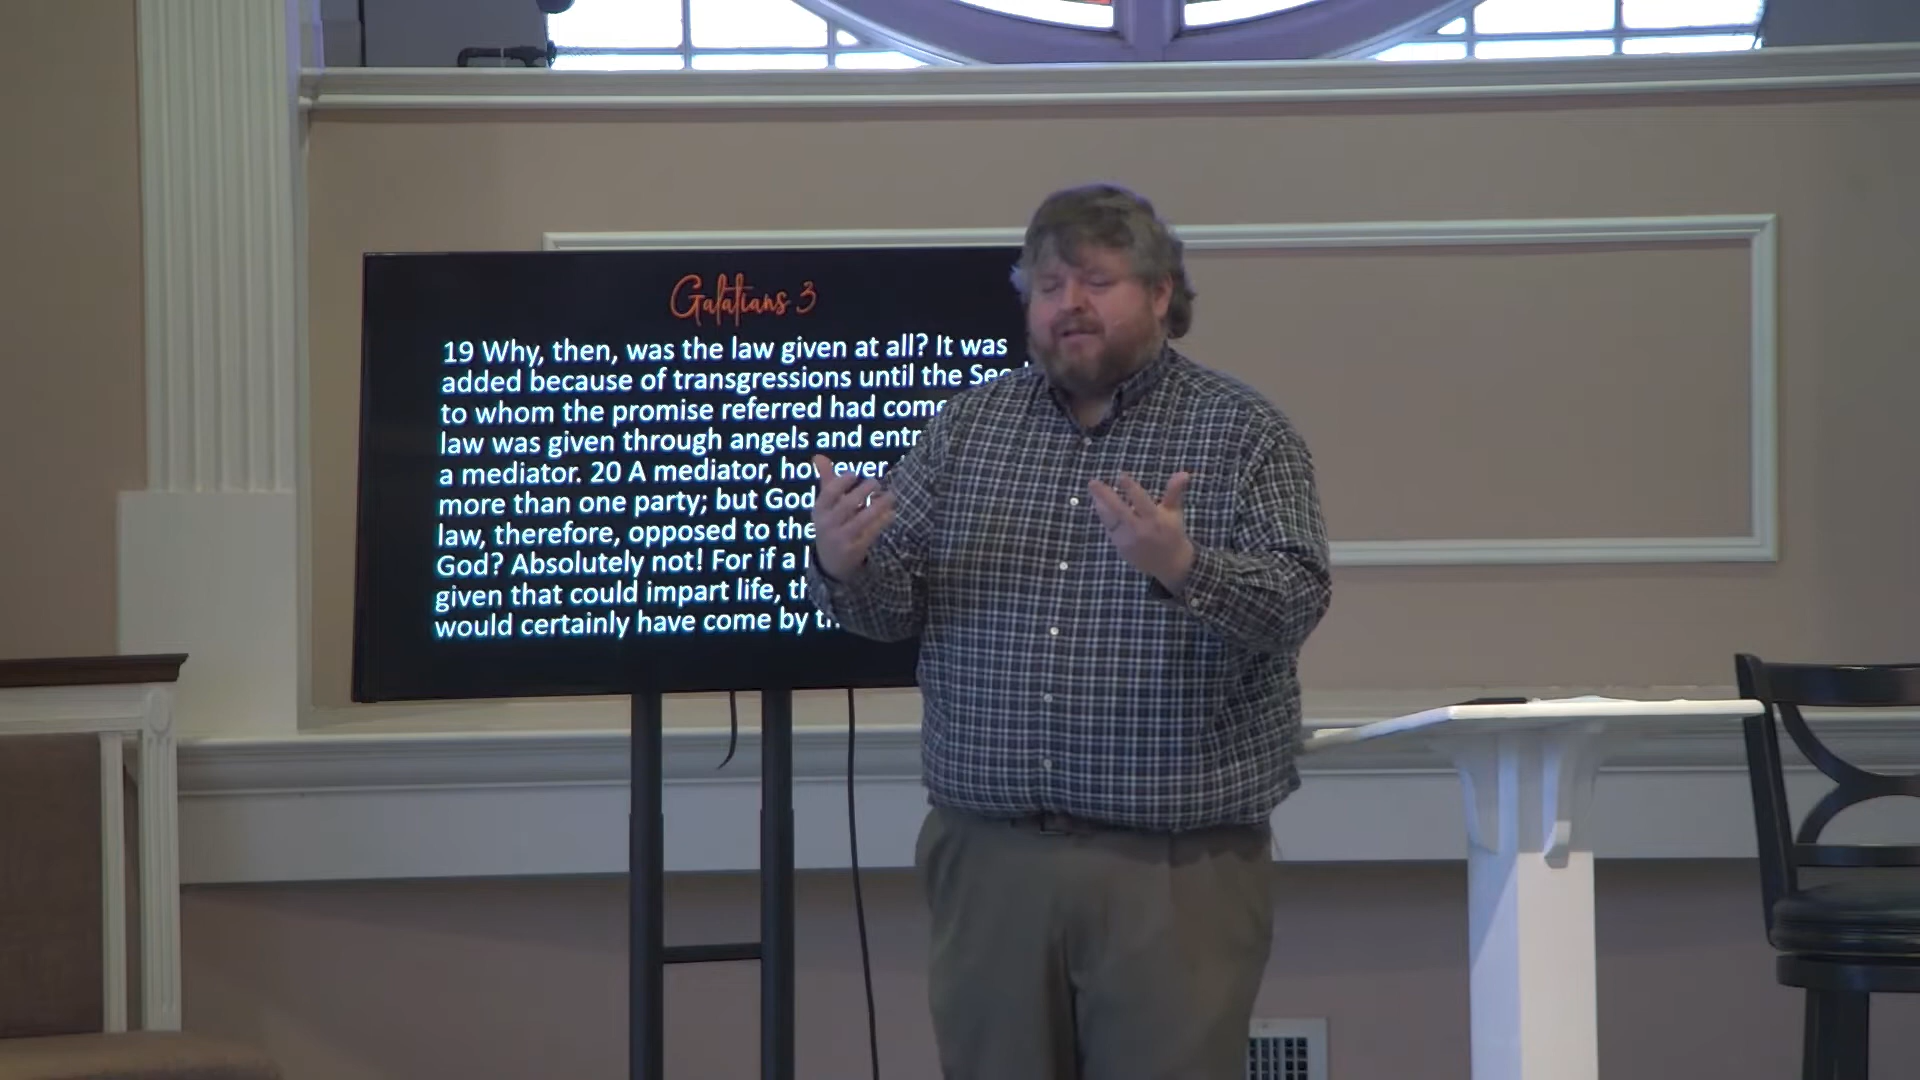 Galatians 3
19 Why, then, was the law given at all? It was
added because of transgressions until the
to whom the promise referred had come
law was given through angels and
a mediator. 20 A mediator, however,
more than one party; but God
law, therefore, opposed to the
God? Absolutely not! For if a
given that could impart life,
would certainly have come by